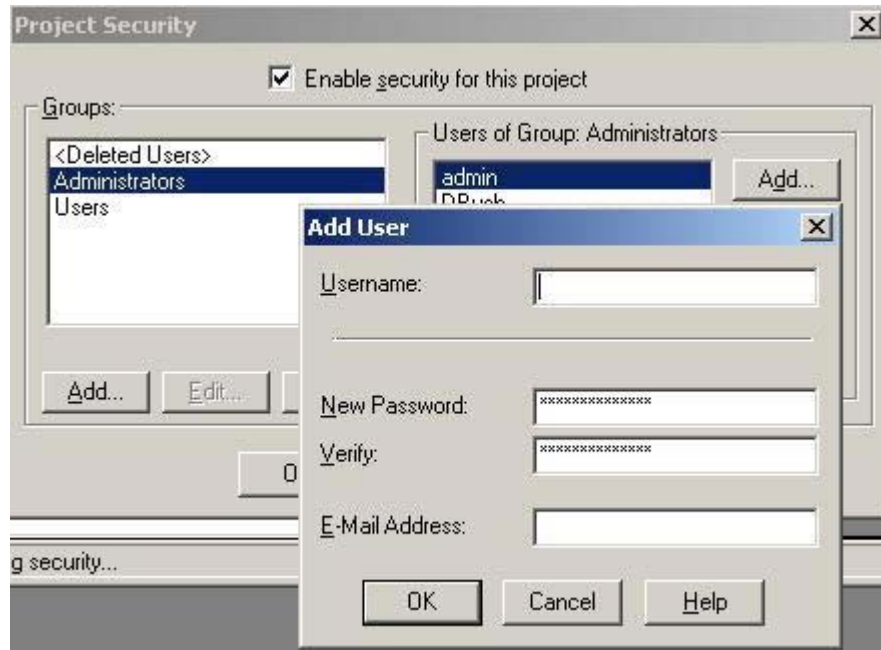 Project Security
Enable security for this project
Groups:
<Deleted Users>
Administrators
Users
Add...
Edit...
Users of Group: Administrators
admin
Add...
Add User
Username:
New Password:
**************
Verify:
**************
E-Mail Address:
OK
Cancel
Help
security...